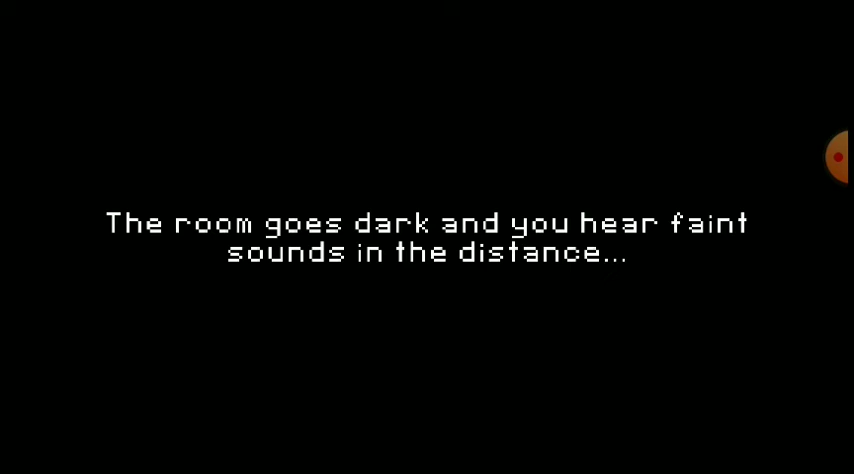 The room goes dark and you hear faint
sounds in the distance...